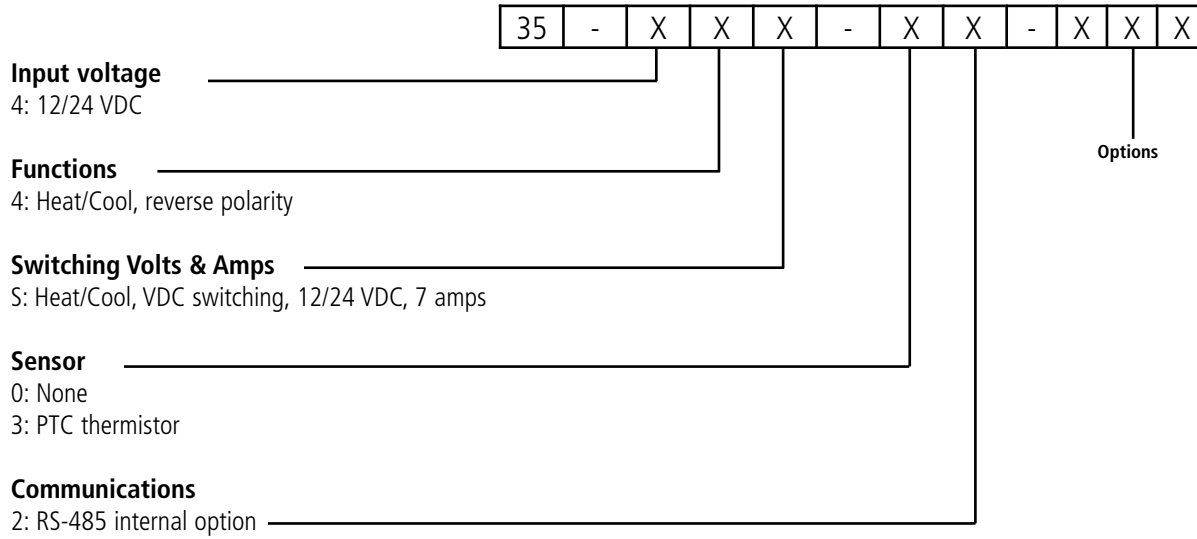 35 - X X X - X X - X X X
Input voltage
4: 12/24 VDC
Options
Functions
4: Heat/Cool, reverse polarity
Switching Volts & Amps
S: Heat/Cool, VDC switching, 12/24 VDC, 7 amps
Sensor
0: None
3: PTC thermistor
Communications
2: RS-485 internal option